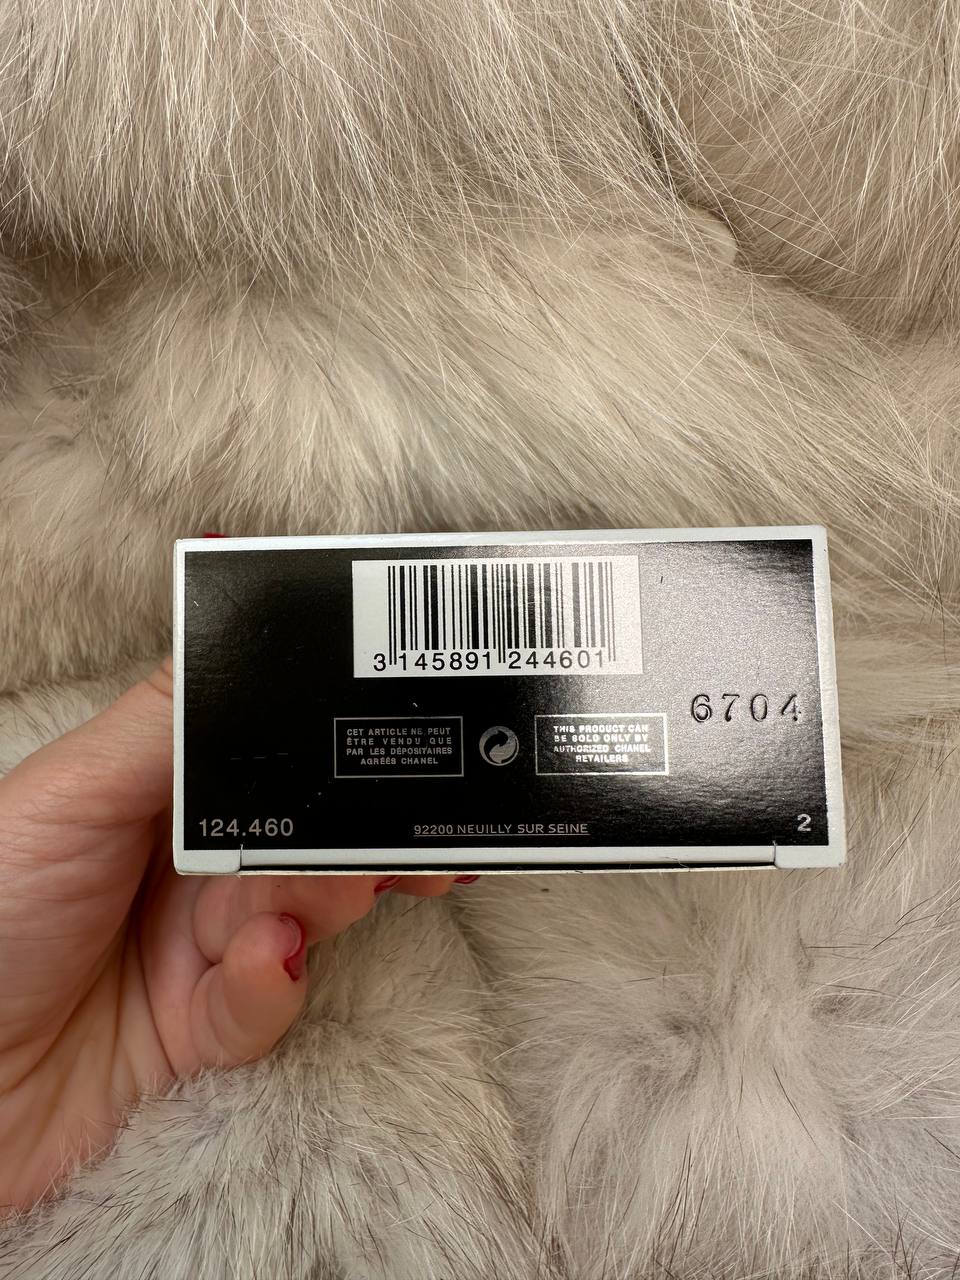 3 145891 244601
6704
CET ARTICLE NE PEUT
ÊTRE VENDU QUE
PAR LES DÉPOSITAIRES
AGRÉÉS CHANEL
THIS PRODUCT CAN
BE SOLD ONLY BY
AUTHORIZED CHANEL
RETAILERS
124.460
92200 NEUILLY SUR SEINE
2